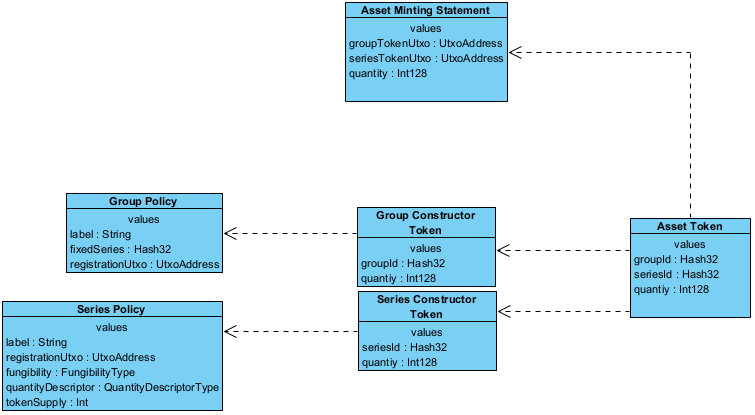 Asset Minting Statement
values
groupTokenUtxo : UtxoAddress
seriesTokenUtxo : UtxoAddress
quantity : Int128
Group Policy
values
label : String
fixedSeries : Hash32
registrationUtxo : UtxoAddress
Group Constructor
Token
values
groupId : Hash32
quantiy : Int128
Asset Token
values
groupId : Hash32
seriesId : Hash32
quantiy : Int128
Series Policy
values
label : String
registrationUtxo : UtxoAddress
fungibility : FungibilityType
quantityDescriptor : QuantityDescriptorType
tokenSupply : Int
Series Constructor
Token
values
seriesId : Hash32
quantiy : Int128